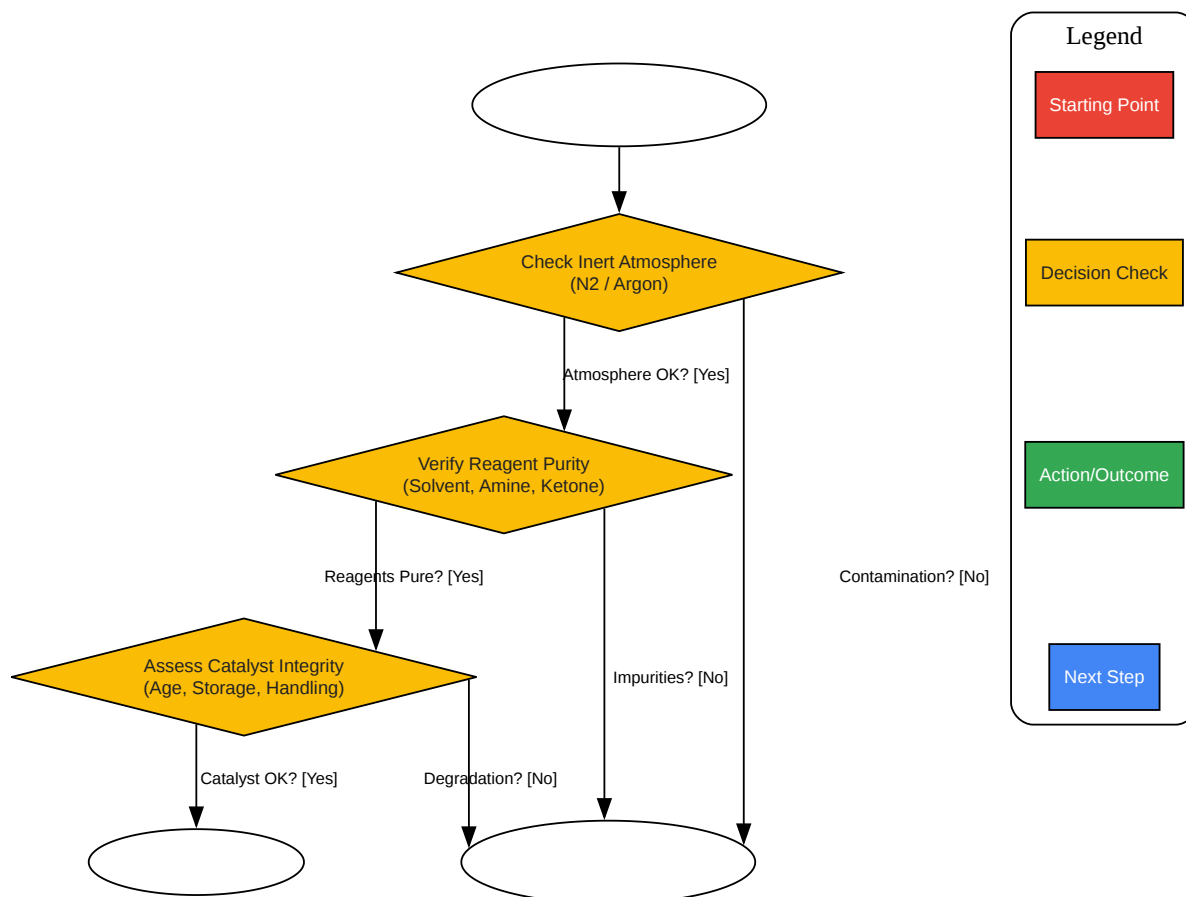 Legend
Starting Point
Check Inert Atmosphere
(N2 / Argon)
Decision Check
Atmosphere OK? [Yes]
Verify Reagent Purity
(Solvent, Amine, Ketone)
Action/Outcome
Reagents Pure? [Yes]
Contamination? [No]
Assess Catalyst Integrity
(Age, Storage, Handling)
Impurities? [No]
Next Step
Catalyst OK? [Yes]
Degradation? [No]